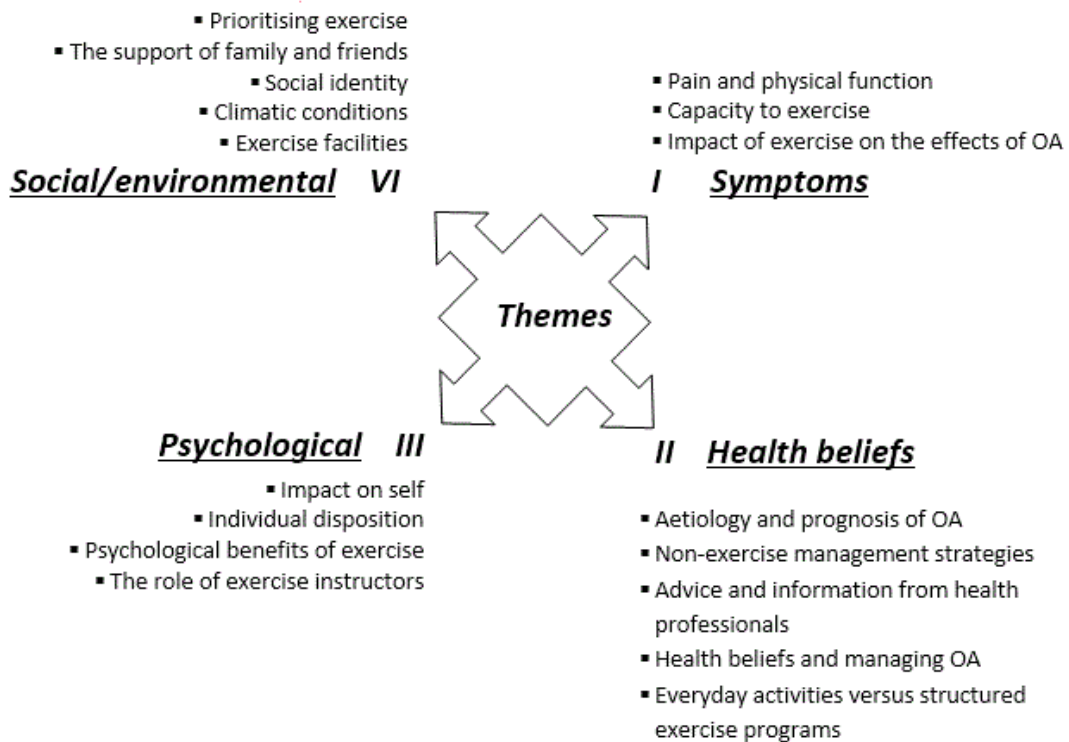 ▪ Prioritising exercise
▪ The support of family and friends
▪ Social identity
▪ Climatic conditions
▪ Exercise facilities
Social/environmental VI
▪ Pain and physical function
▪ Capacity to exercise
▪ Impact of exercise on the effects of OA
I Symptoms
Themes
Psychological III
▪ Impact on self
▪ Individual disposition
▪ Psychological benefits of exercise
▪ The role of exercise instructors
II Health beliefs
▪ Aetiology and prognosis of OA
▪ Non-exercise management strategies
▪ Advice and information from health
professionals
▪ Health beliefs and managing OA
▪ Everyday activities versus structured
exercise programs